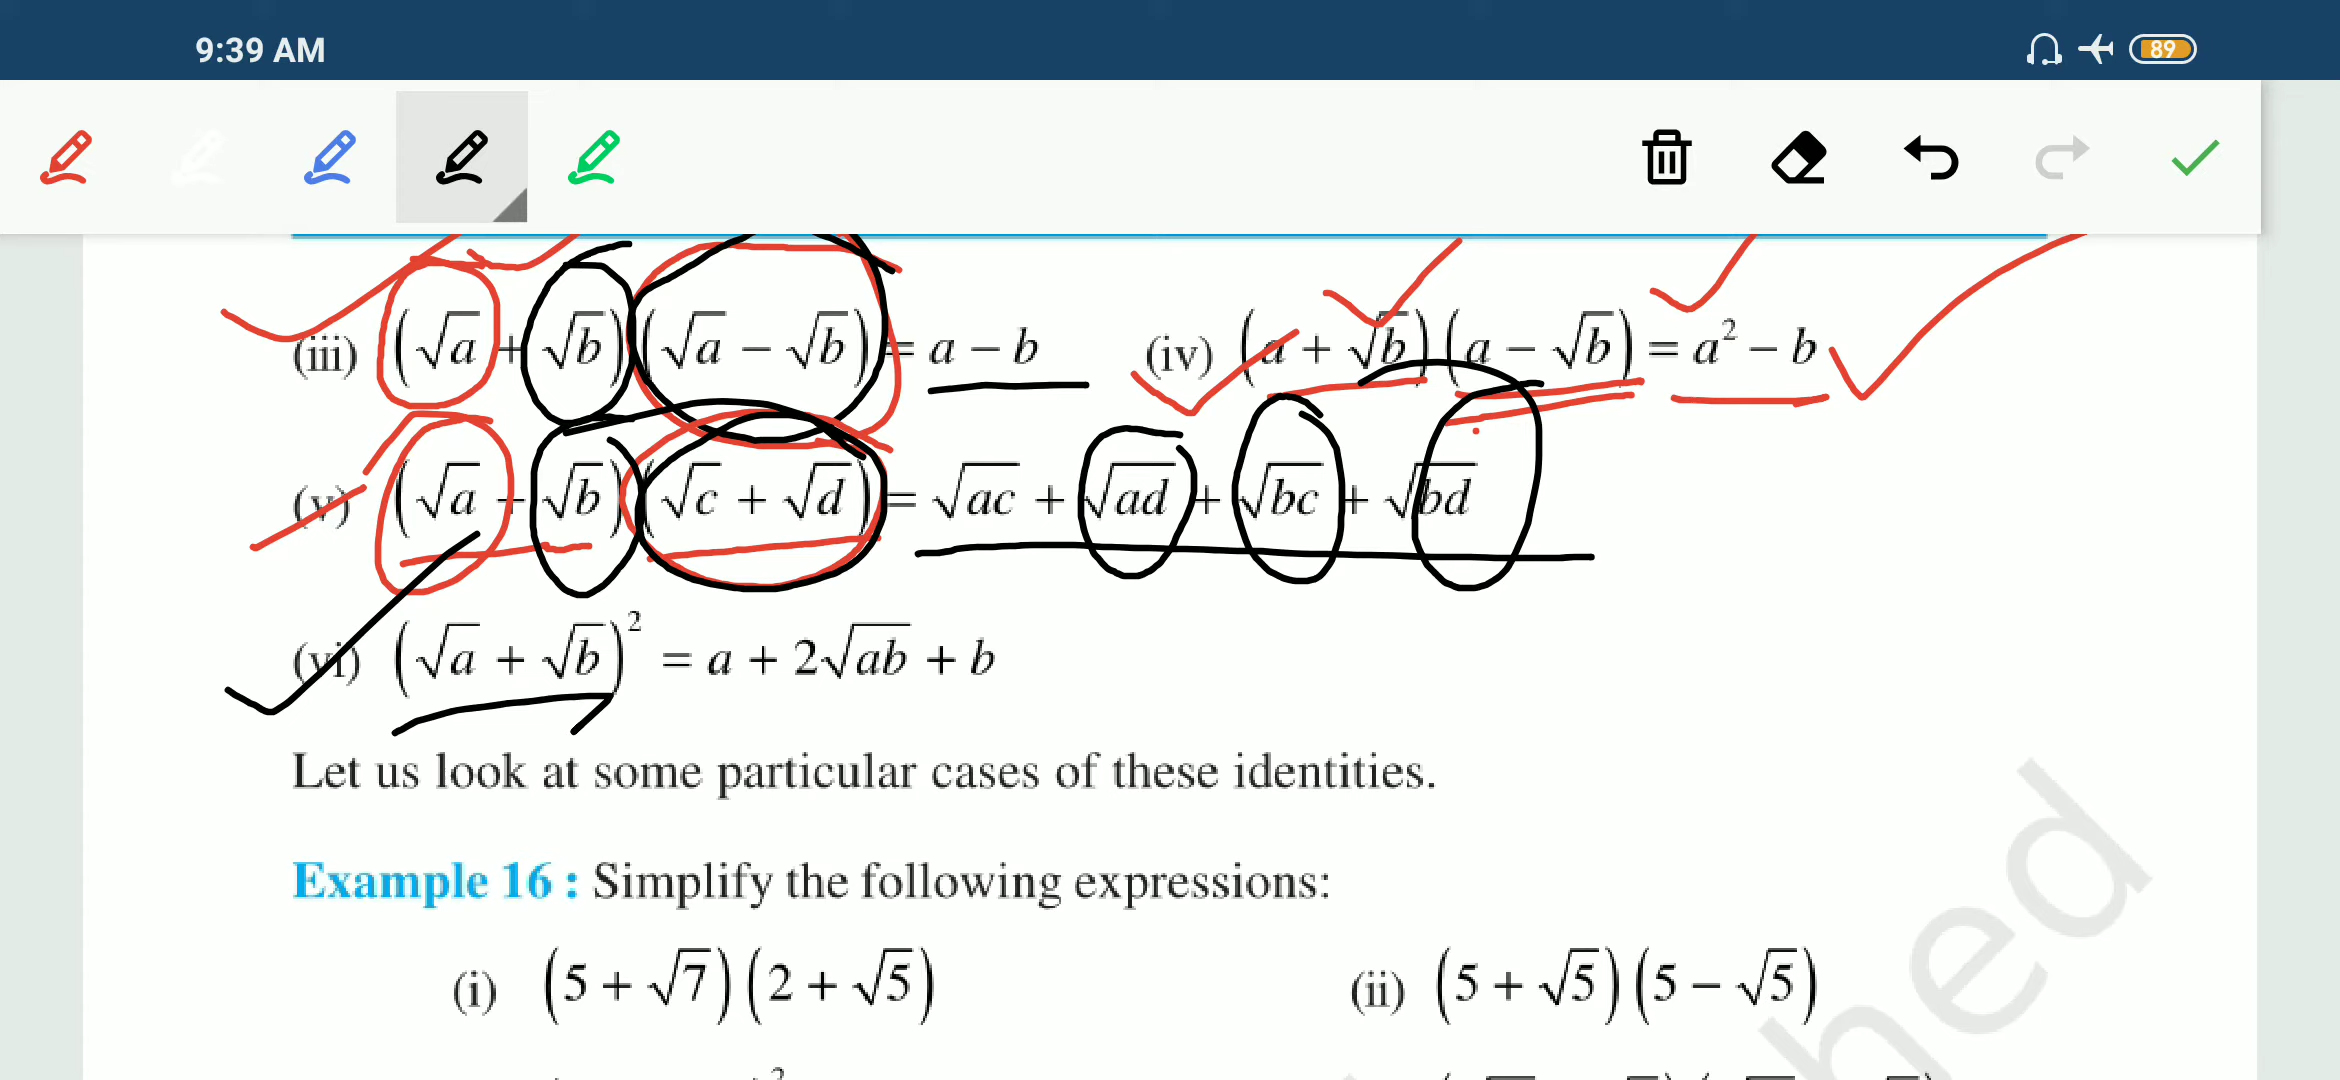 9:39 AM
89
(iii) (√a + √b)(√a − √b) = a − b (iv) (a + √b)(a − √b) = a² − b
(v) (√a + √b)(√c + √d) = √ac + √ad + √bc + √bd
(vi) (√a + √b)² = a + 2√ab + b
Let us look at some particular cases of these identities.
Example 16 : Simplify the following expressions:
(i) (5 + √7)(2 + √5) (ii) (5 + √5)(5 − √5)
hed